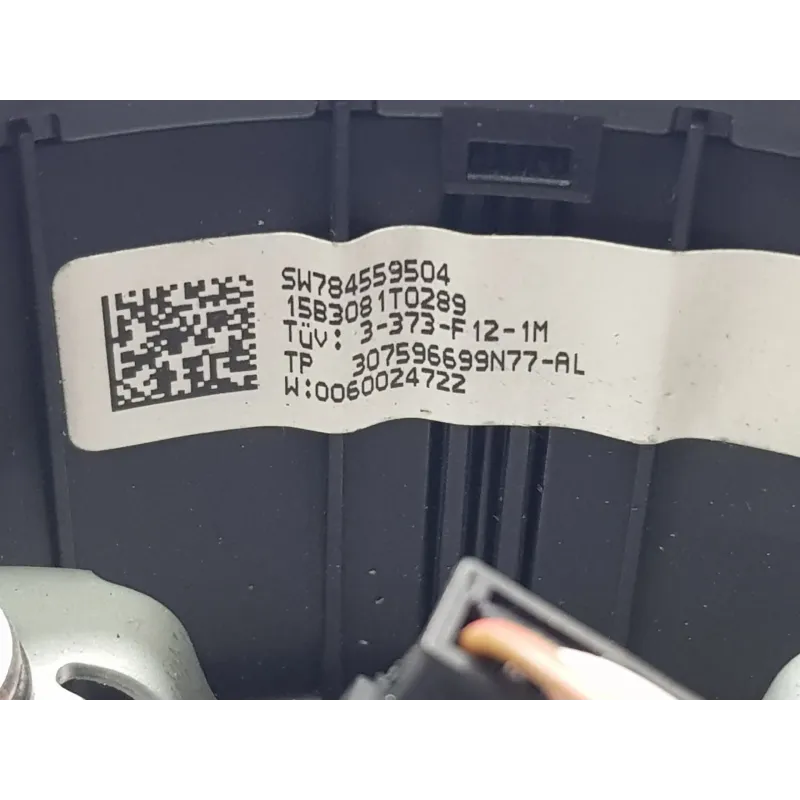 SW784559504
15B3081T0289
TÜV: 3-373-F12-1M
TP 307596699N77-AL
W:0060024722